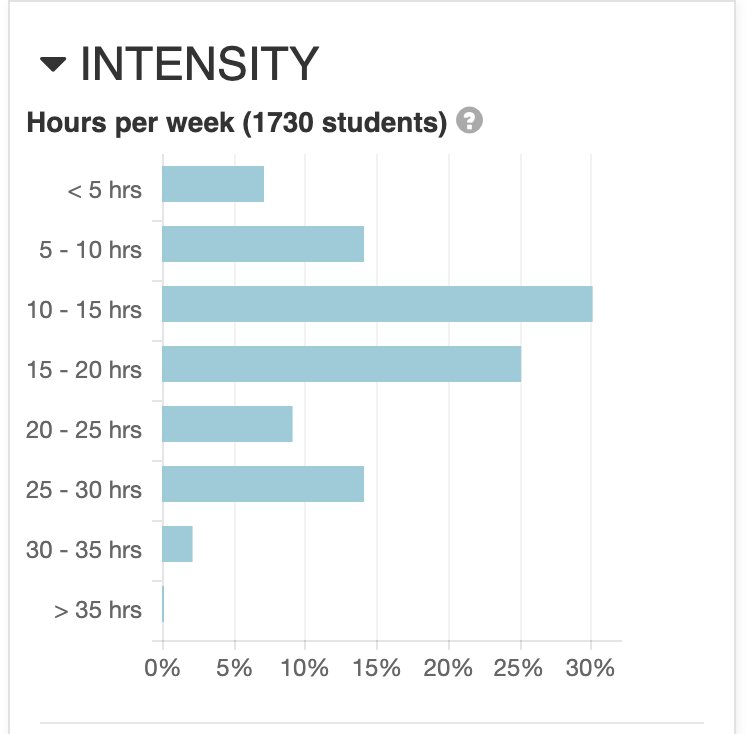 INTENSITY
Hours per week (1730 students) ?
< 5 hrs
5 - 10 hrs
10 - 15 hrs
15 - 20 hrs
20 - 25 hrs
25 - 30 hrs
30 - 35 hrs
> 35 hrs
0% 5% 10% 15% 20% 25% 30%